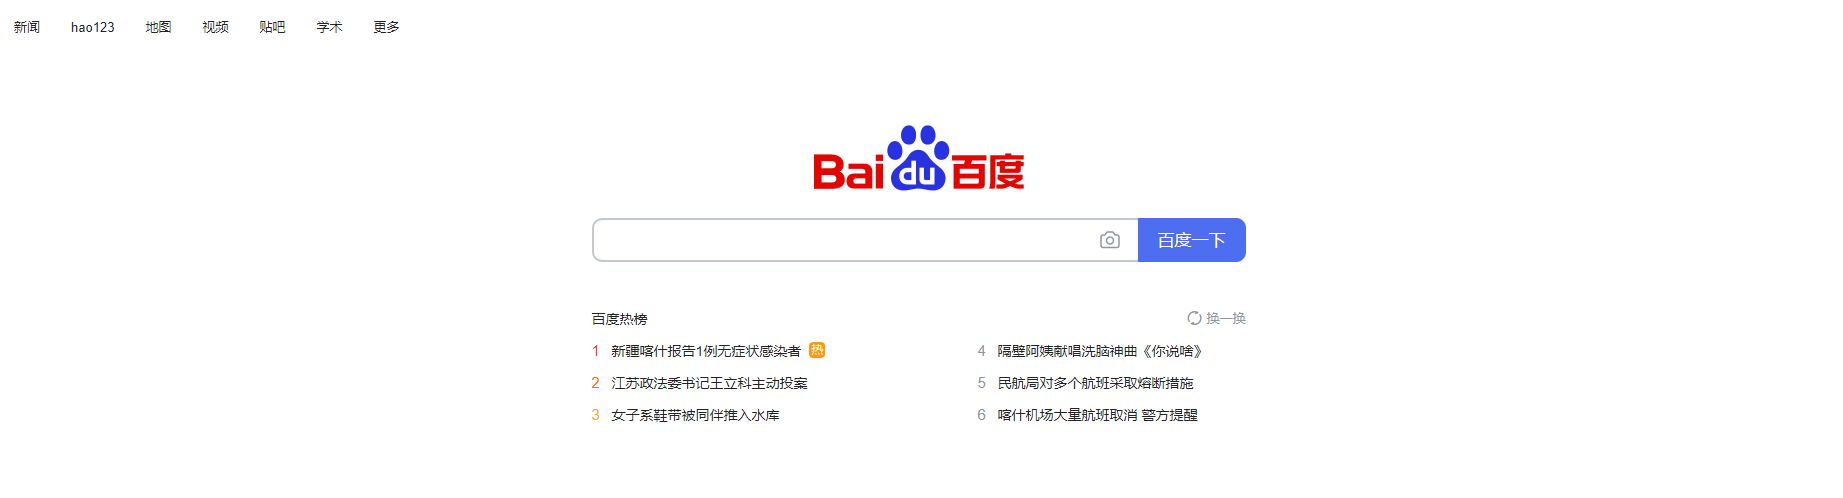 新闻 hao123 地图 视频 贴吧 学术 更多
Bai du 百度
百度一下
百度热榜 换一换
1 新疆喀什报告1例无症状感染者 热
4 隔壁阿姨献唱洗脑神曲《你说啥》
2 江苏政法委书记王立科主动投案
5 民航局对多个航班采取熔断措施
3 女子系鞋带被同伴推入水库
6 喀什机场大量航班取消 警方提醒